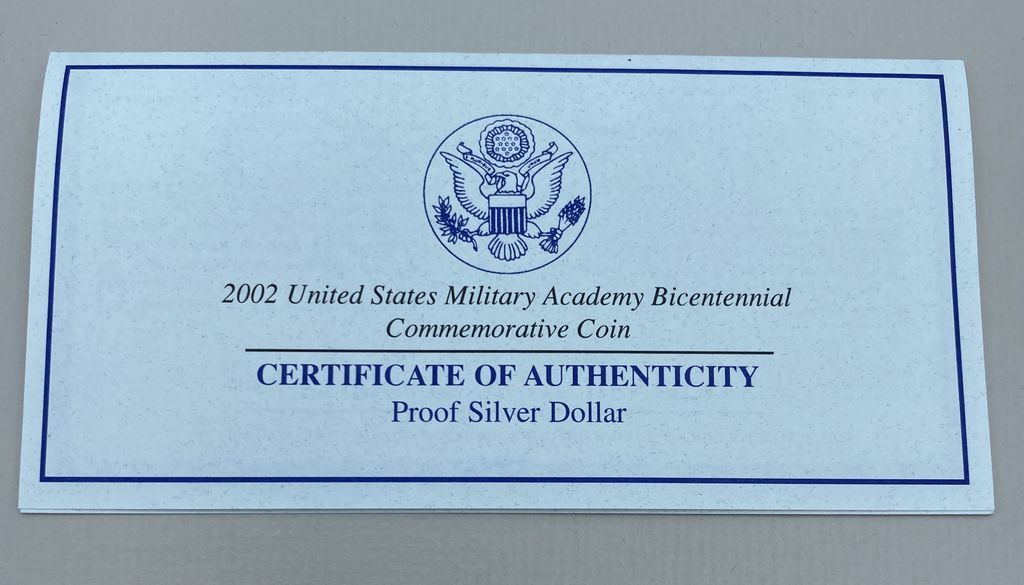 2002 United States Military Academy Bicentennial
Commemorative Coin
CERTIFICATE OF AUTHENTICITY
Proof Silver Dollar